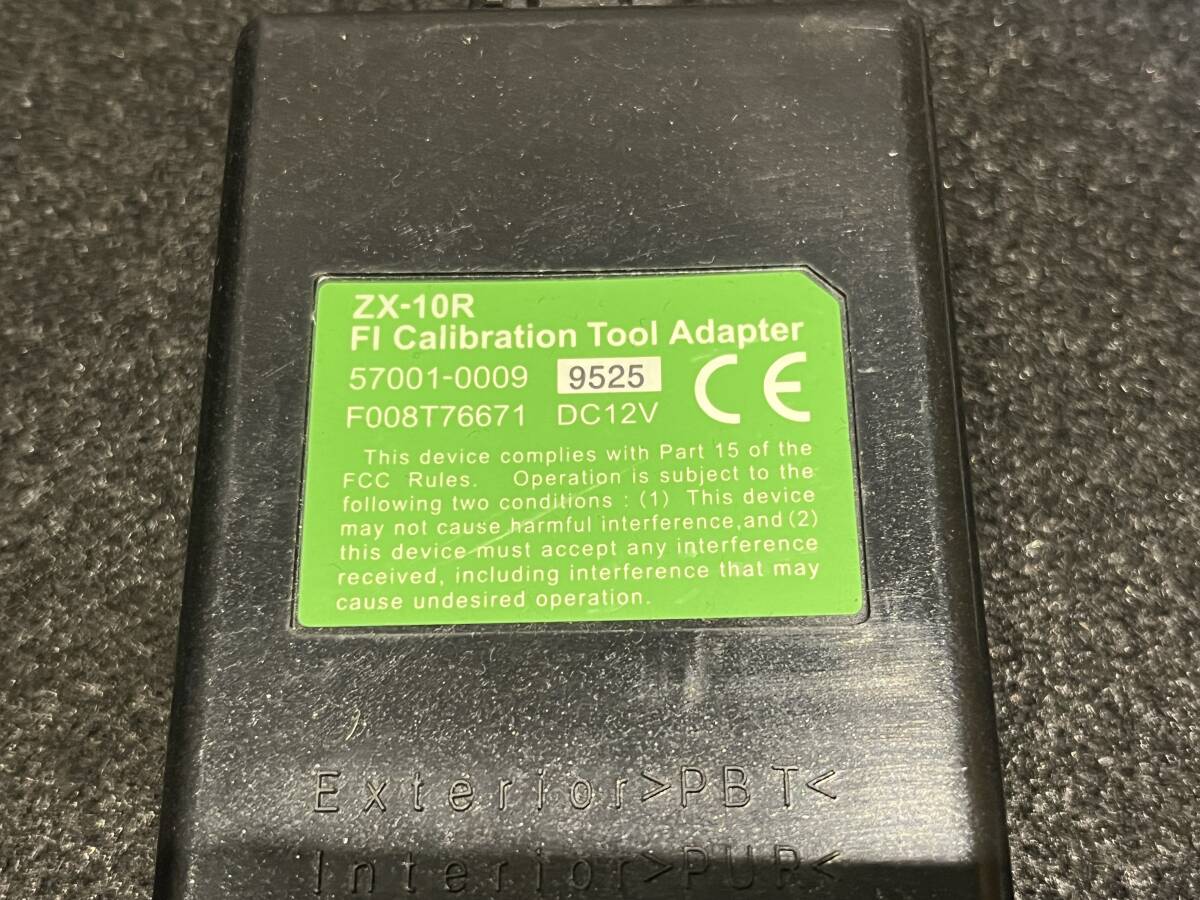 ZX-10R
FI Calibration Tool Adapter
57001-0009 9525 CE
F008T76671 DC12V
This device complies with Part 15 of the
FCC Rules. Operation is subject to the
following two conditions : (1) This device
may not cause harmful interference,and (2)
this device must accept any interference
received, including interference that may
cause undesired operation.
Exterior>PBT<
Interior>PUR<